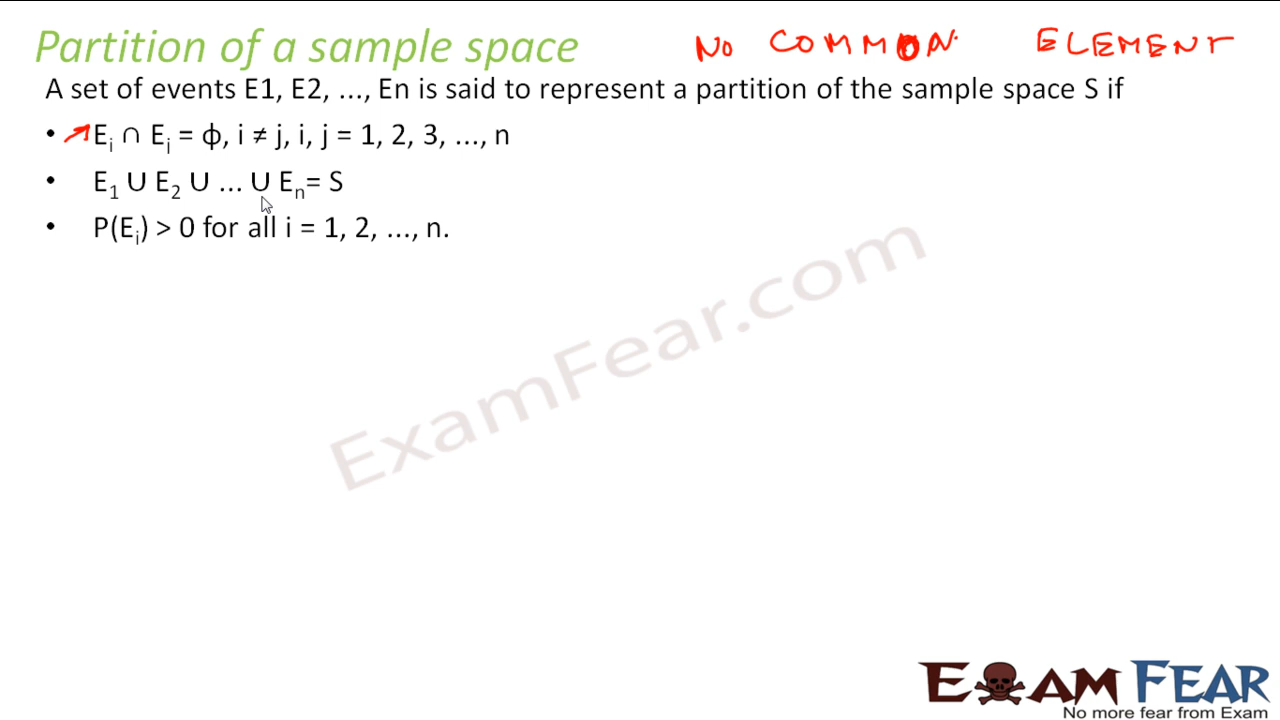 Partition of a sample space NO COMMON ELEMENT
A set of events E1, E2, ..., En is said to represent a partition of the sample space S if
• Ei ∩ Ej = ф, i ≠ j, i, j = 1, 2, 3, ..., n
• E1 U E2 U ... U En= S
• P(Ei) > 0 for all i = 1, 2, ..., n.
ExamFear.com
EXAM FEAR
No more fear from Exam